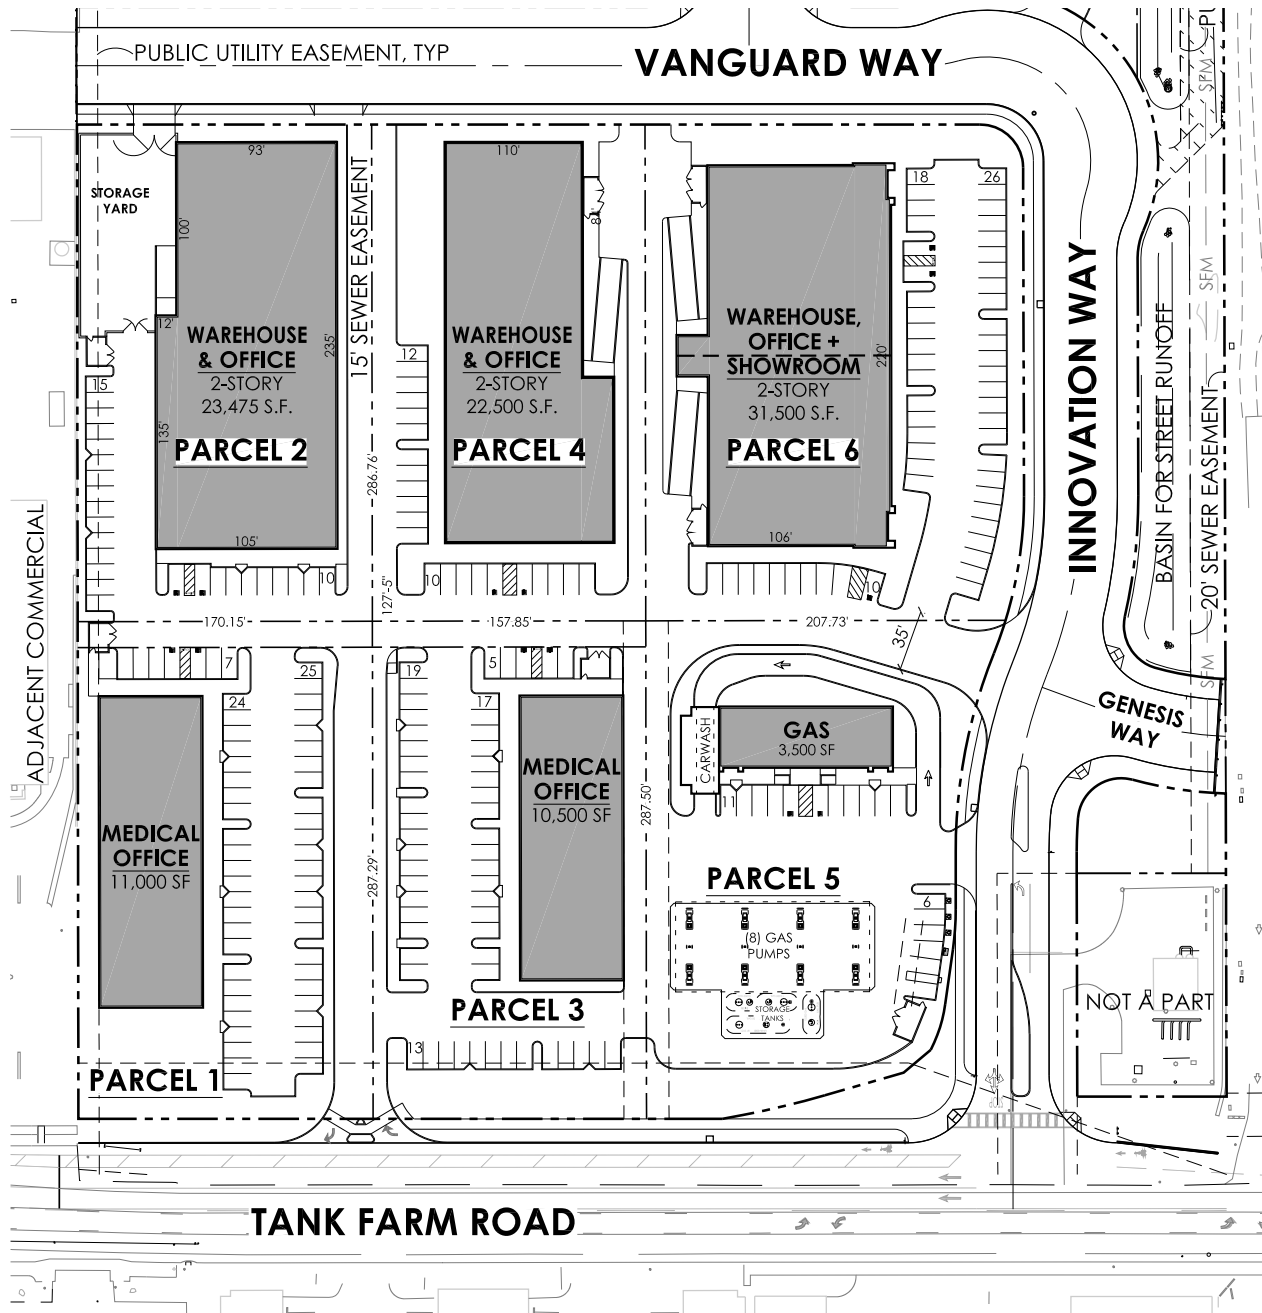 PUBLIC UTILITY EASEMENT, TYP
VANGUARD WAY
SFM
93'
110'
STORAGE
YARD
100'
15' SEWER EASEMENT
18
26
12'
WAREHOUSE
& OFFICE
2-STORY
23,475 S.F.
PARCEL 2
235'
135'
105'
15
10
12
WAREHOUSE
& OFFICE
2-STORY
22,500 S.F.
PARCEL 4
10
WAREHOUSE,
OFFICE +
SHOWROOM
2-STORY
31,500 S.F.
PARCEL 6
220'
106'
10
INNOVATION WAY
BASIN FOR STREET RUNOFF
SFM
20' SEWER EASEMENT
SFM
286.76'
127'-5"
ADJACENT COMMERCIAL
170.15'
157.85'
207.73'
35'
7
25
24
19
5
17
GENESIS
WAY
CARWASH
GAS
3,500 SF
11
MEDICAL
OFFICE
10,500 SF
MEDICAL
OFFICE
11,000 SF
287.50'
287.29'
PARCEL 5
6
(8) GAS
PUMPS
STORAGE
TANKS
NOT A PART
PARCEL 3
13
PARCEL 1
TANK FARM ROAD